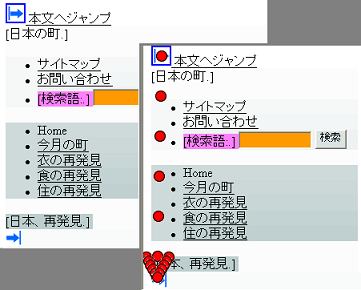 本文へジャンプ
[日本の町.]
サイトマップ
お問い合わせ
[検索語:.]
Home
今月の町
衣の再発見
食の再発見
住の再発見
[日本、再発見.]
本文へジャンプ
[日本の町.]
サイトマップ
お問い合わせ
[検索語:.] 検索
Home
今月の町
衣の再発見
食の再発見
住の再発見
本、再発見.]